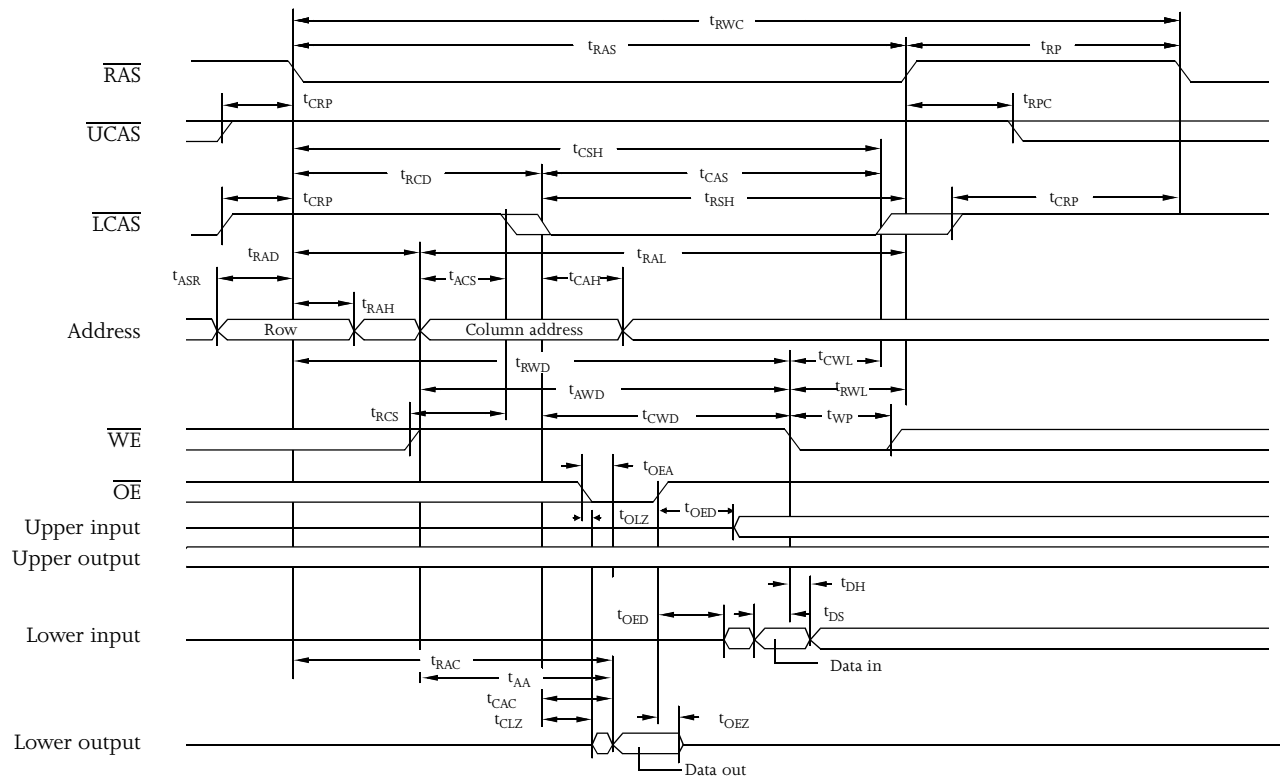 tRWC
tRAS
tRP
RAS
tCRP
tRPC
UCAS
tCSH
tRCD
tCAS
tCRP
tRSH
tCRP
LCAS
tRAD
tRAL
tASR
tACS
tCAH
tRAH
Address
Row
Column address
tRWD
tCWL
tAWD
tRWL
tRCS
tCWD
tWP
WE
tOEA
OE
tOLZ
tOED
Upper input
Upper output
tDH
tOED
tDS
Lower input
tRAC
Data in
tAA
tCAC
tCLZ
tOEZ
Lower output
Data out